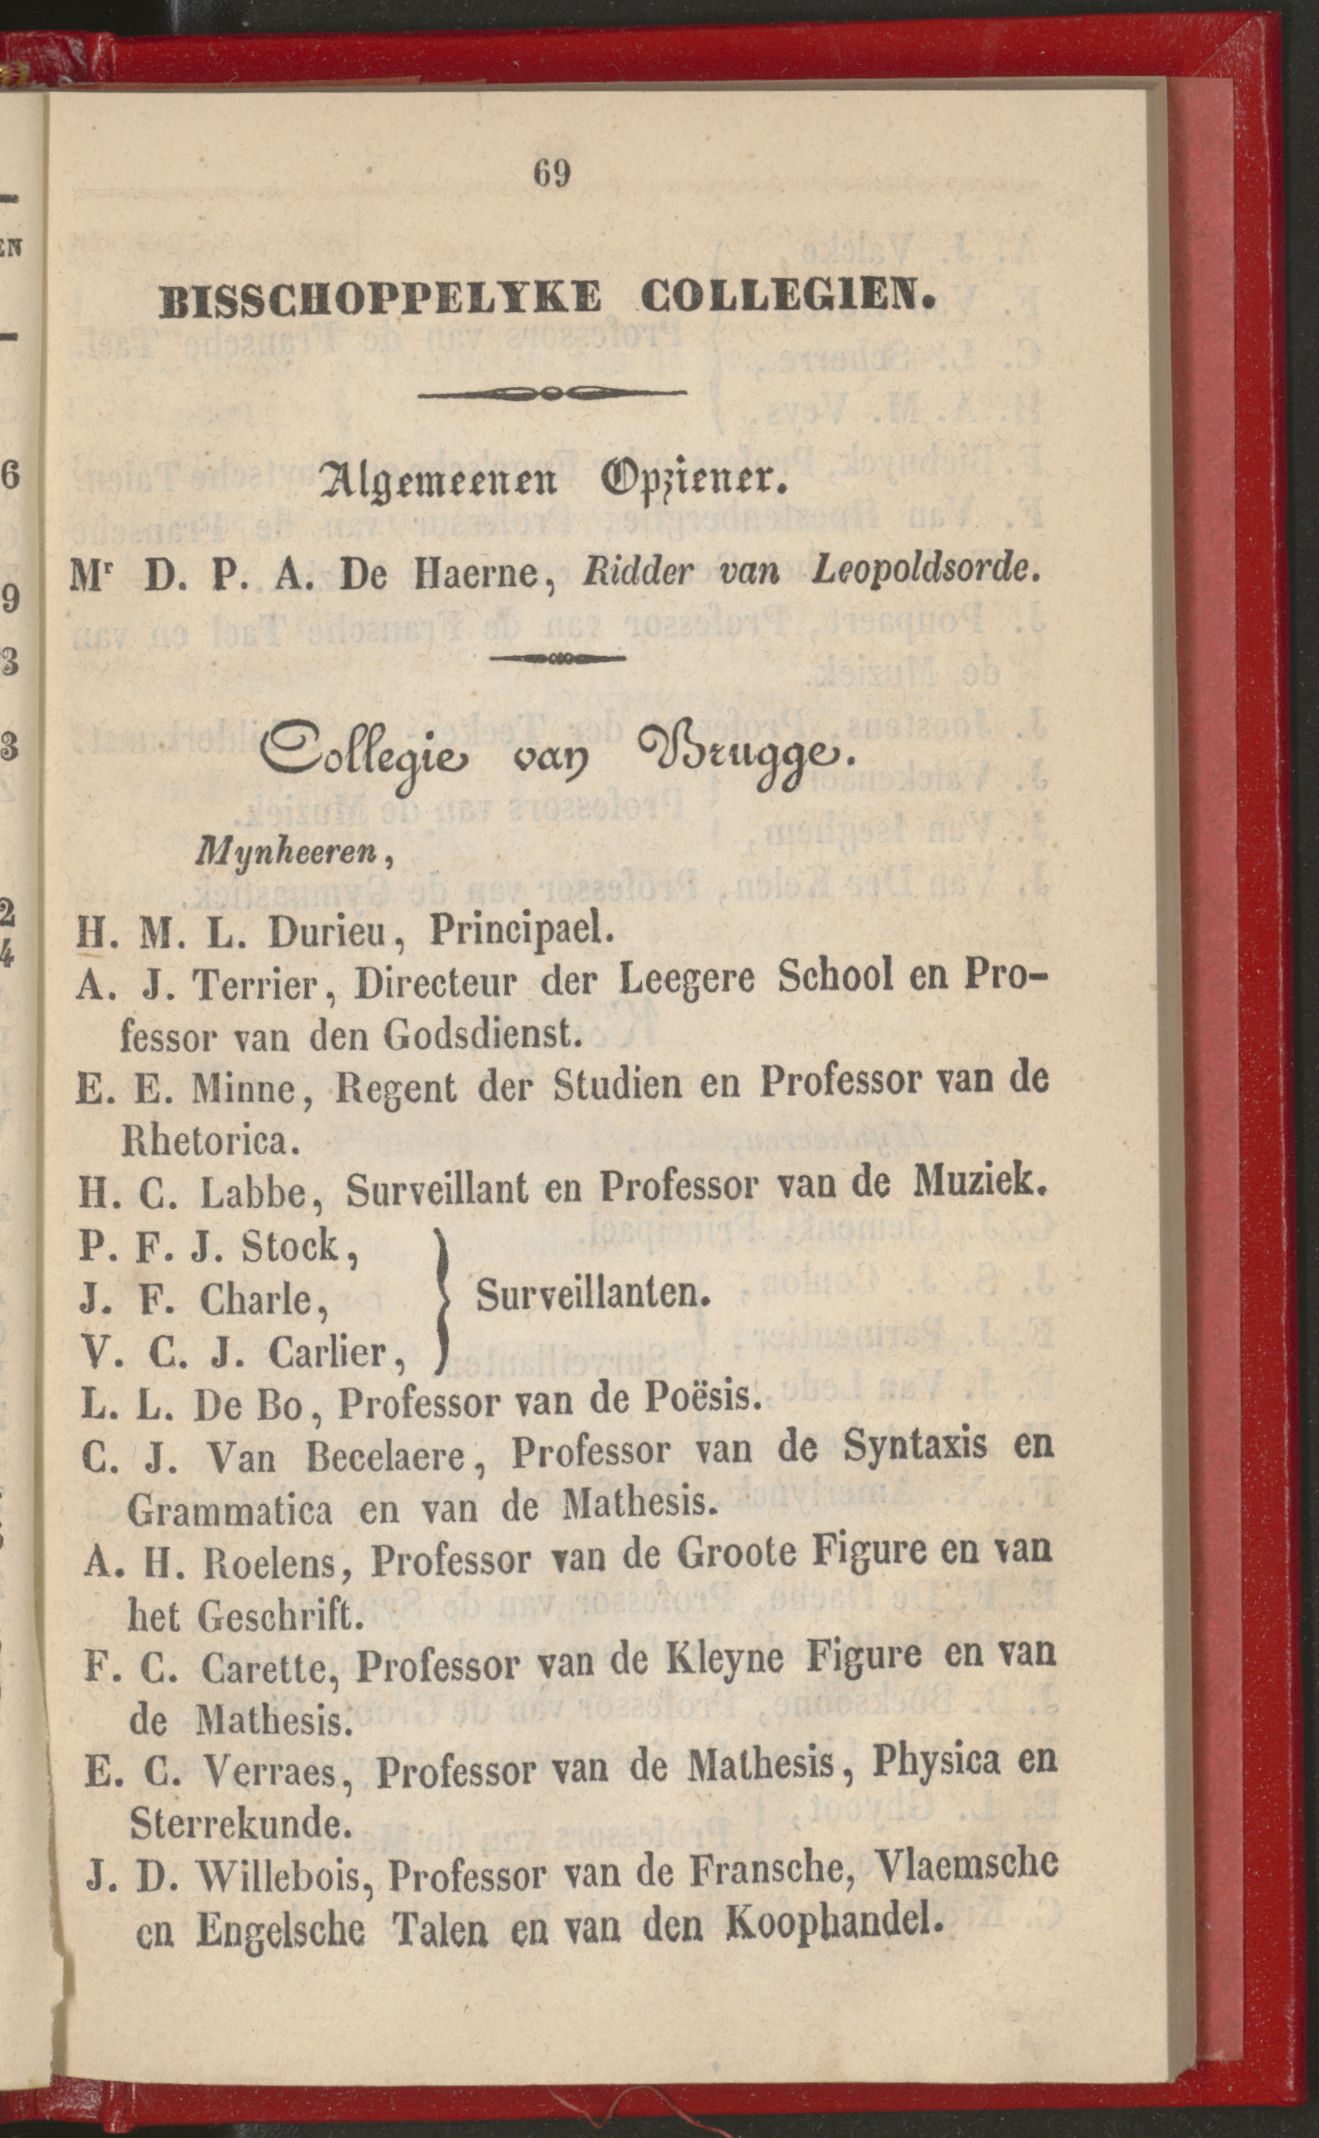 69
BISSCHOPPELYKE COLLEGIEN.
Algemeenen Opziener.
Mr D. P. A. De Haerne, Ridder van Leopoldsorde.
Collegie van Brugge.
Mynheeren,
H. M. L. Durieu, Principael.
A. J. Terrier, Directeur der Leegere School en Pro-
fessor van den Godsdienst.
E. E. Minne, Regent der Studien en Professor van de
Rhetorica.
H. C. Labbe, Surveillant en Professor van de Muziek.
P. F. J. Stock,
J. F. Charle, } Surveillanten.
V. C. J. Carlier,
L. L. De Bo, Professor van de Poësis.
C. J. Van Becelaere, Professor van de Syntaxis en
Grammatica en van de Mathesis.
A. H. Roelens, Professor van de Groote Figure en van
het Geschrift.
F. C. Carette, Professor van de Kleyne Figure en van
de Mathesis.
E. C. Verraes, Professor van de Mathesis, Physica en
Sterrekunde.
J. D. Willebois, Professor van de Fransche, Vlaemsche
en Engelsche Talen en van den Koophandel.